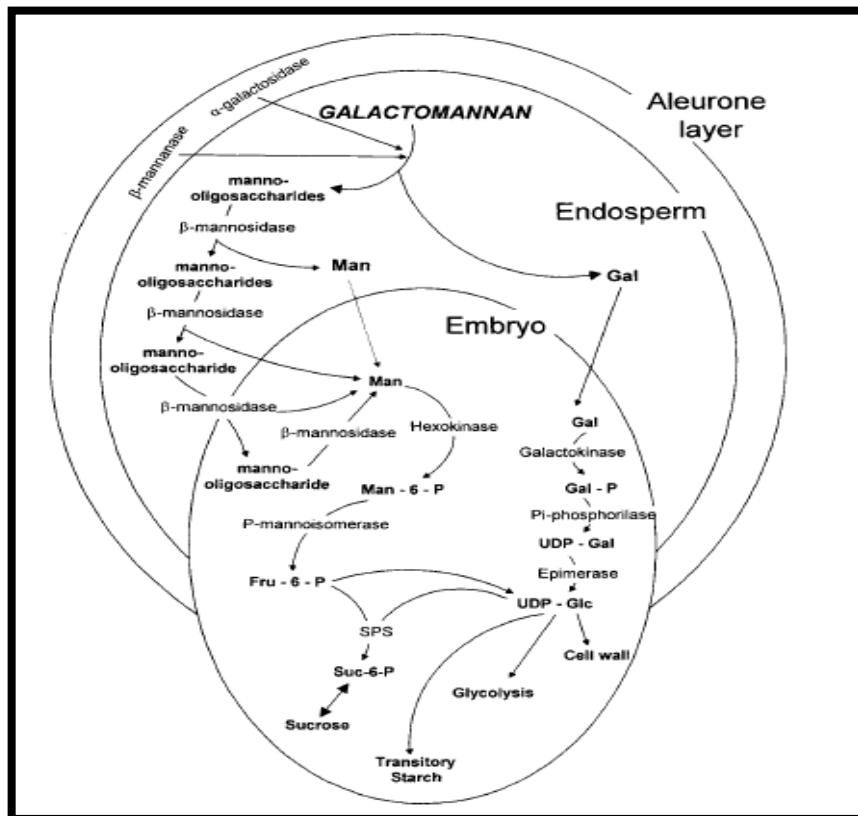 α-galactosidase
β-mannanase
GALACTOMANNAN
Aleurone
layer
manno-
oligosaccharides
β-mannosidase
Endosperm
manno-
oligosaccharides
Man
Gal
β-mannosidase
Embryo
manno-
oligosaccharide
Man
β-mannosidase
Hexokinase
β-mannosidase
Gal
Galactokinase
manno-
oligosaccharide
Man - 6 - P
Gal - P
Pi-phosphorilase
P-mannoisomerase
UDP - Gal
Epimerase
Fru - 6 - P
UDP - Glc
SPS
Cell wall
Suc-6-P
Glycolysis
Sucrose
Transitory
Starch